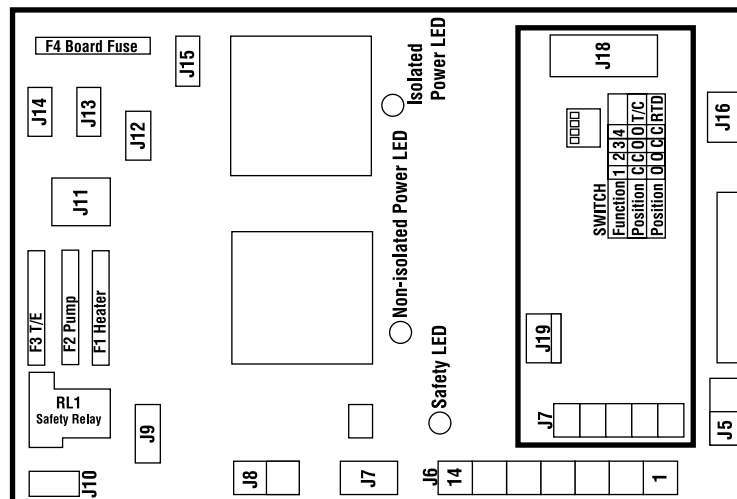 F4 Board Fuse
J15
Isolated
Power LED
J18
J14
J13
J12
J16
SWITCH
Function 1 2 3 4
Position C C O O T/C
Position O O C C RTD
J11
Non-isolated Power LED
F3 T/E
F2 Pump
F1 Heater
J19
Safety LED
RL1
Safety Relay
J9
J7
J5
J10
J8
J7
J6
14
1